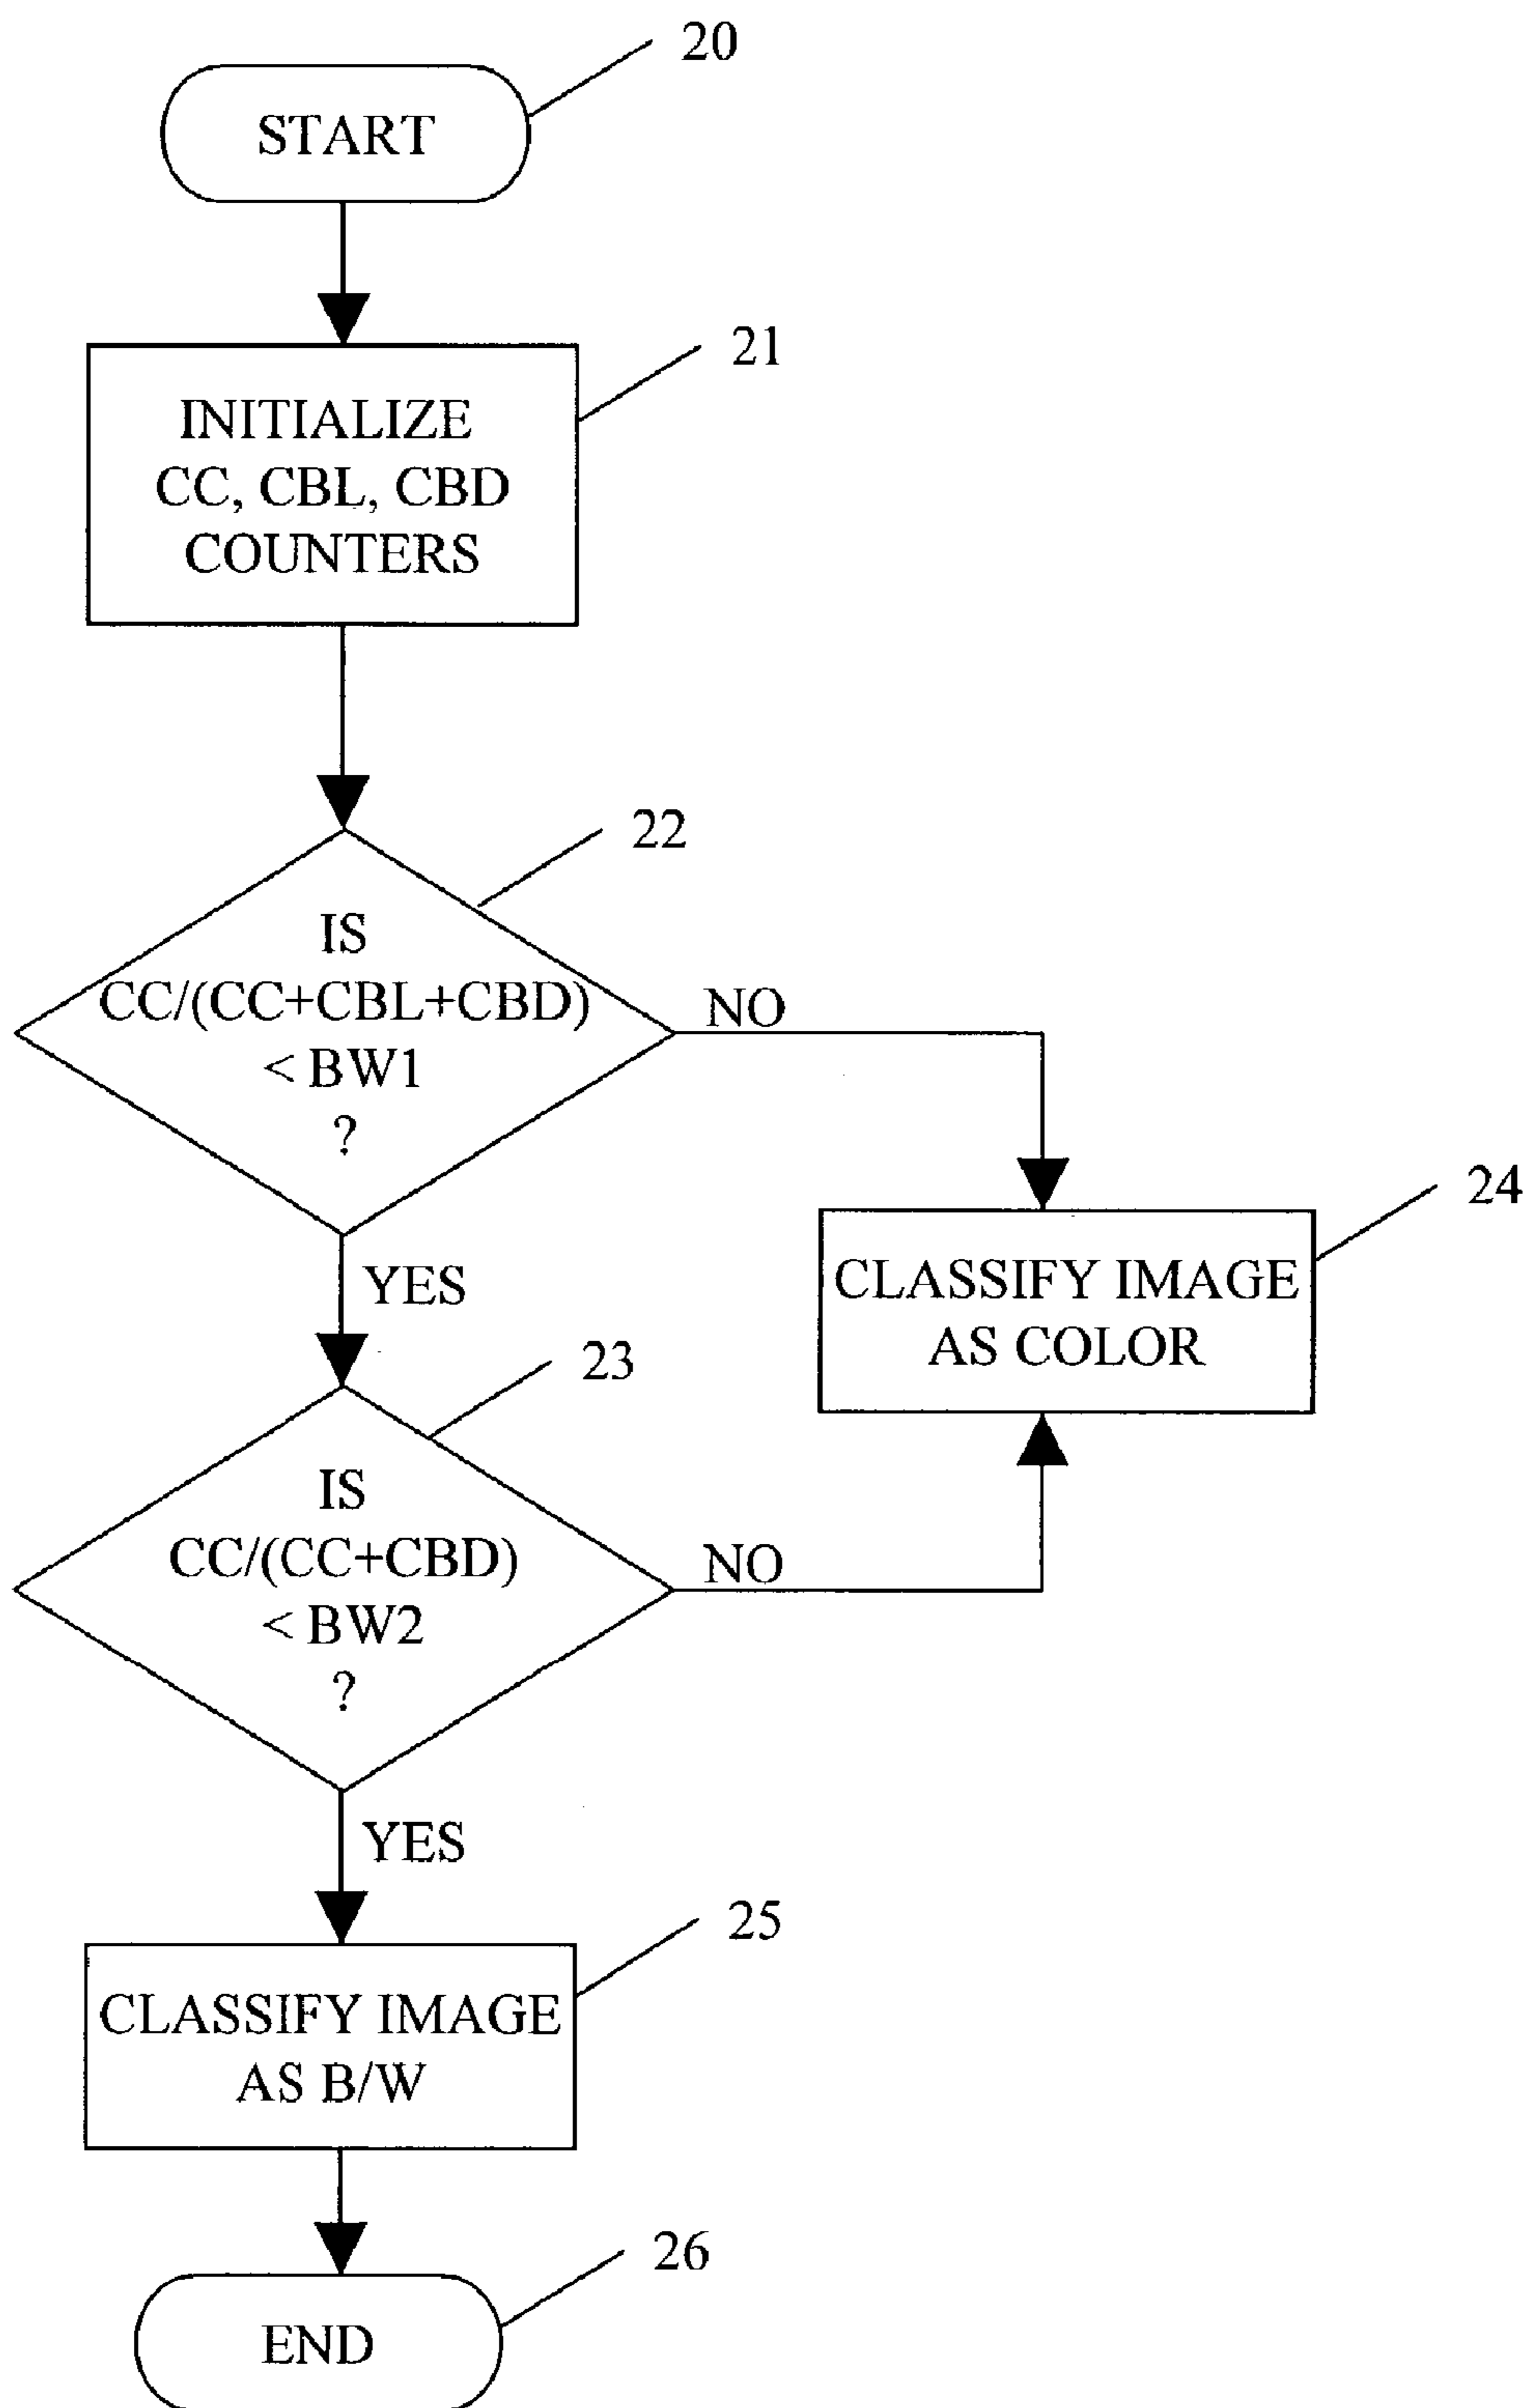 20
START
21
INITIALIZE
CC, CBL, CBD
COUNTERS
22
IS
CC/(CC+CBL+CBD)
< BW1
?
NO
YES
24
CLASSIFY IMAGE
AS COLOR
23
IS
CC/(CC+CBD)
< BW2
?
NO
YES
25
CLASSIFY IMAGE
AS B/W
26
END